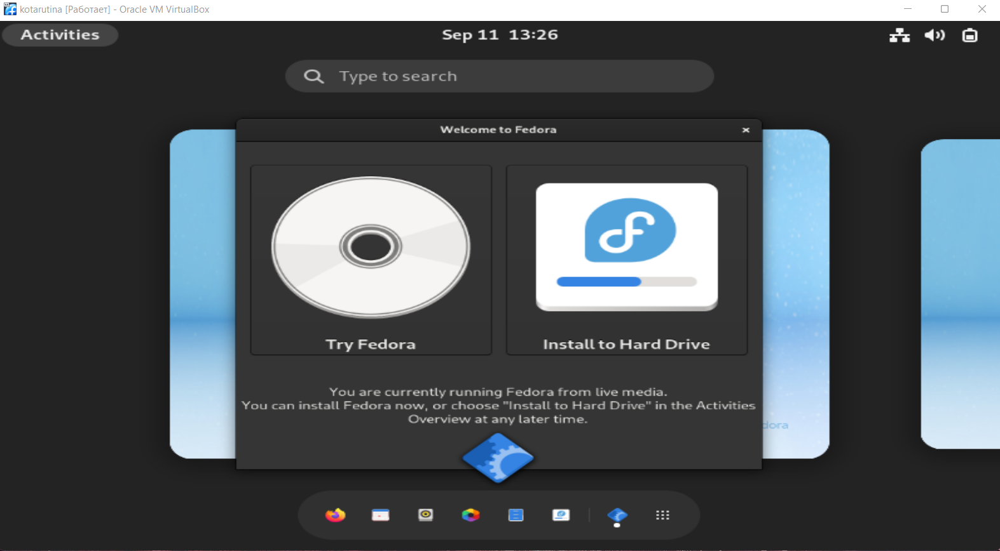 kotarutina [Работает] - Oracle VM VirtualBox
Activities
Sep 11 13:26
Type to search
Welcome to Fedora
Try Fedora
Install to Hard Drive
You are currently running Fedora from live media.
You can install Fedora now, or choose "Install to Hard Drive" in the Activities
Overview at any later time.
dora